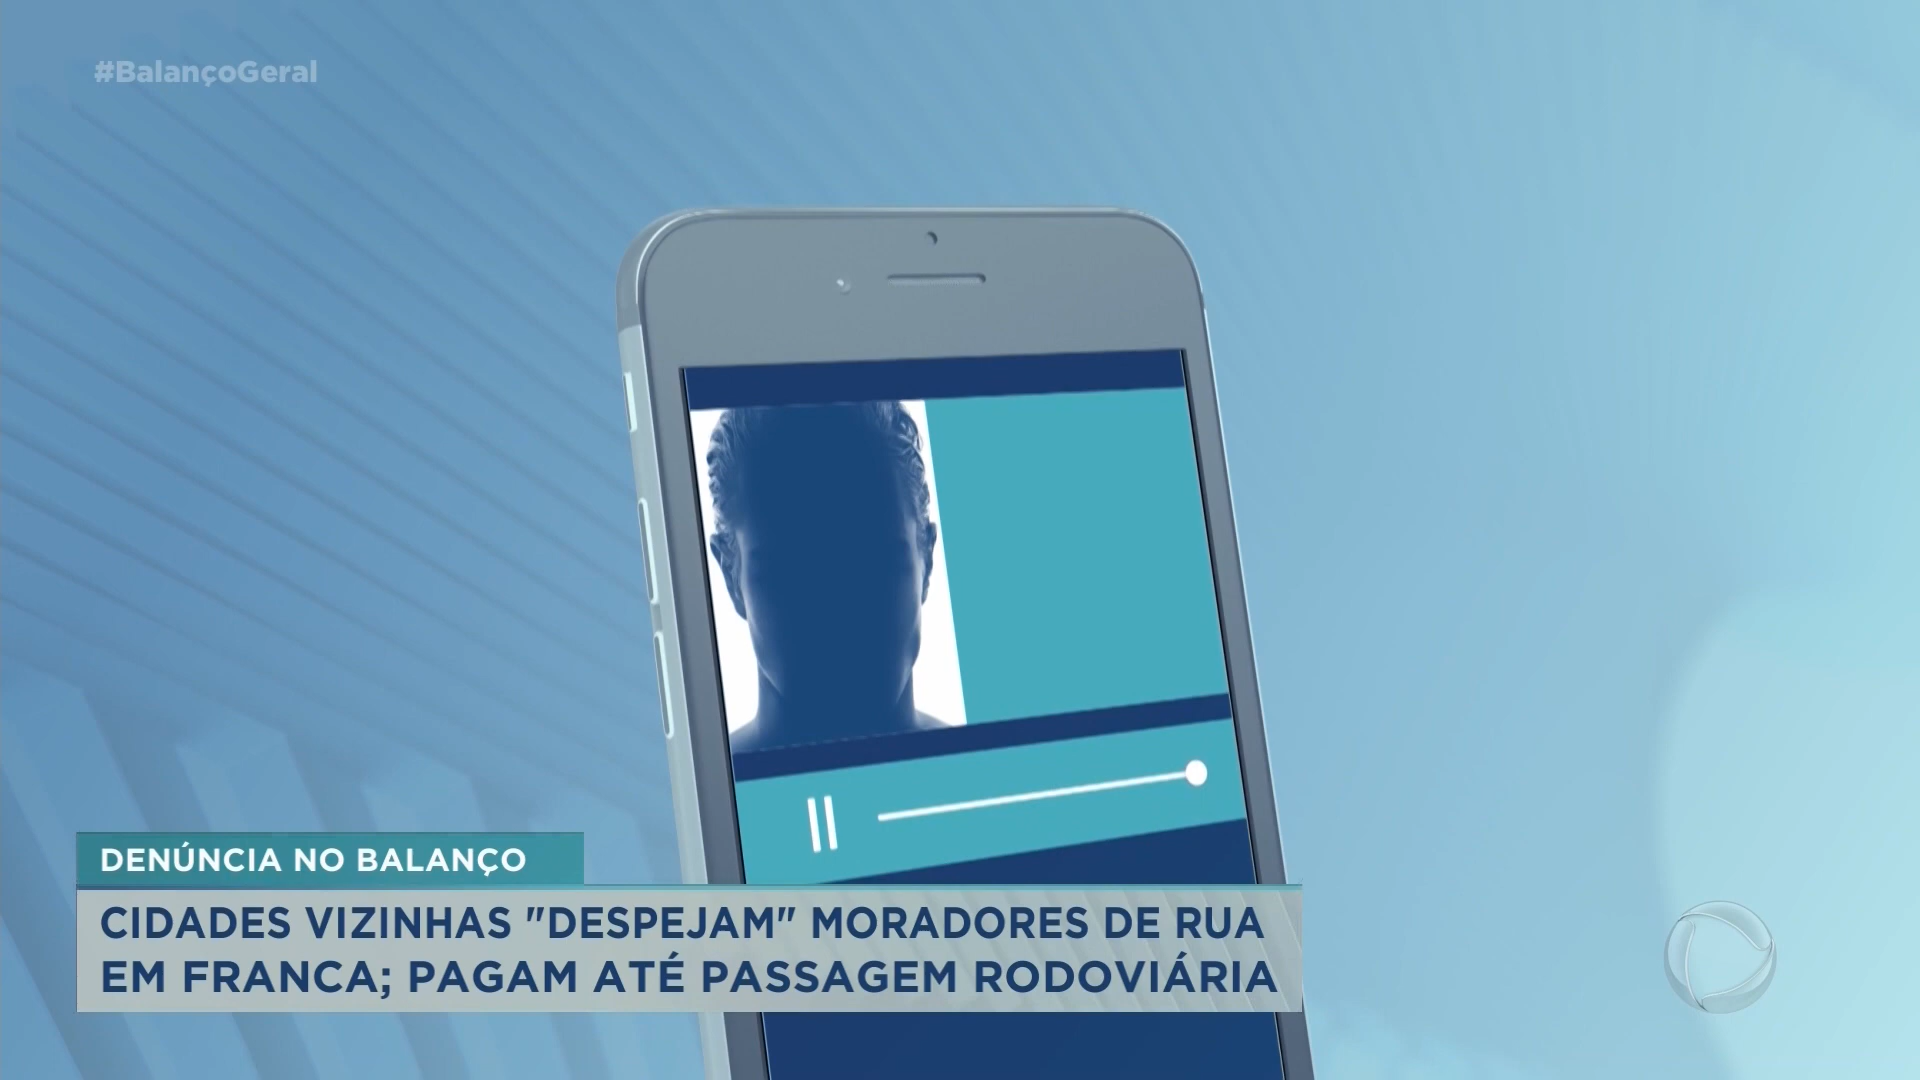 #BalançoGeral
DENÚNCIA NO BALANÇO
CIDADES VIZINHAS "DESPEJAM" MORADORES DE RUA
EM FRANCA; PAGAM ATÉ PASSAGEM RODOVIÁRIA